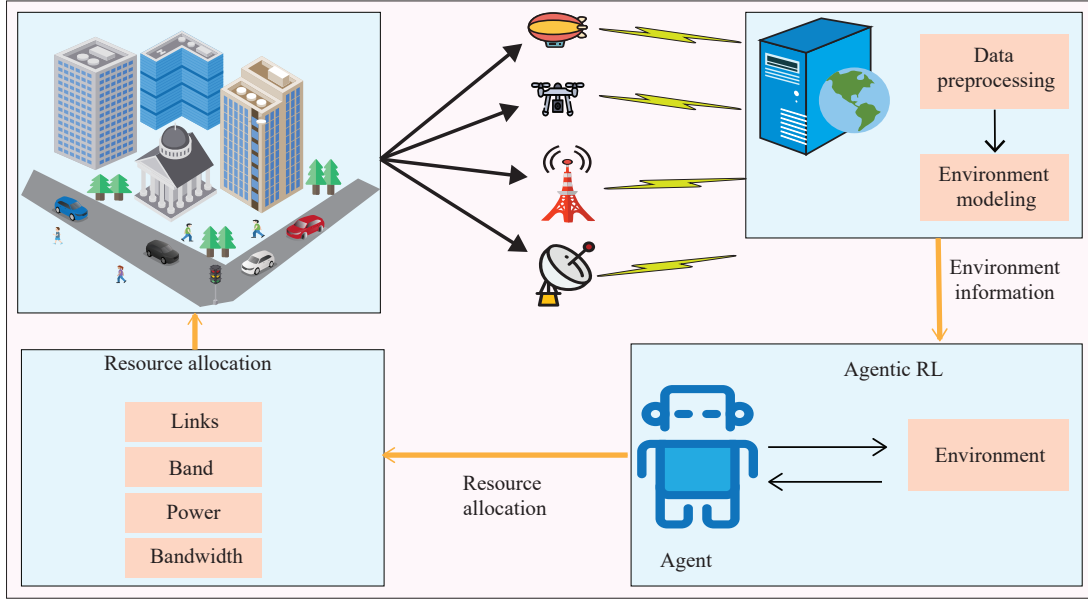 Data
preprocessing
Environment
modeling
Environment
information
Resource allocation
Links
Band
Power
Bandwidth
Resource
allocation
Agentic RL
Environment
Agent